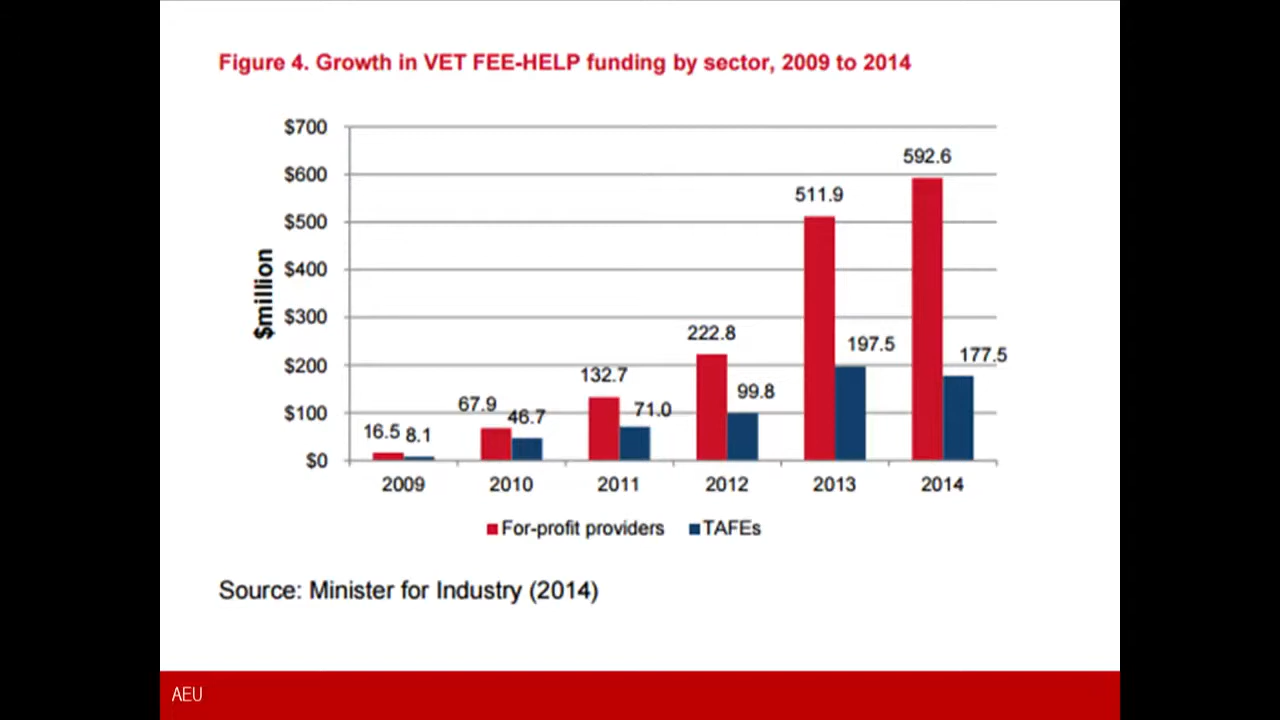 Figure 4. Growth in VET FEE-HELP funding by sector, 2009 to 2014
$million
$700
$600
$500
$400
$300
$200
$100
$0
16.5 8.1
67.9 46.7
132.7 71.0
222.8 99.8
511.9 197.5
592.6 177.5
2009 2010 2011 2012 2013 2014
For-profit providers TAFEs
Source: Minister for Industry (2014)
AEU